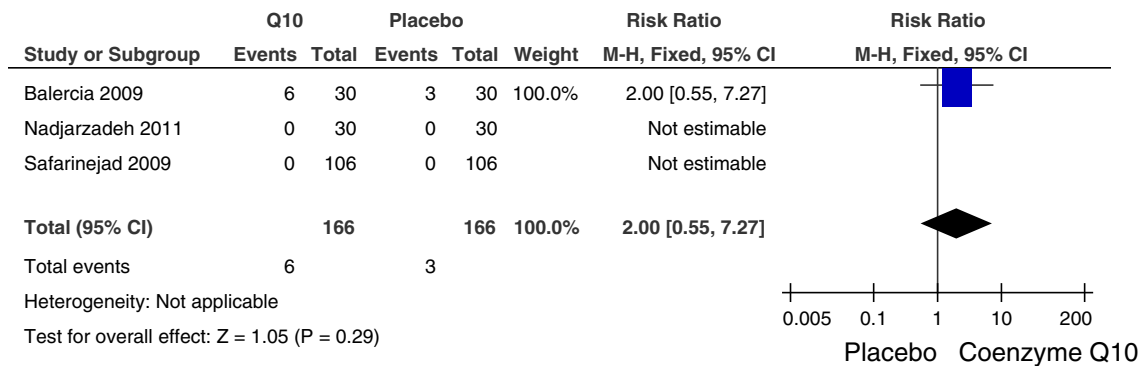 Q10 Placebo Risk Ratio Risk Ratio
Study or Subgroup Events Total Events Total Weight M-H, Fixed, 95% CI M-H, Fixed, 95% CI
Balercia 2009 6 30 3 30 100.0% 2.00 [0.55, 7.27]
Nadjarzadeh 2011 0 30 0 30 Not estimable
Safarinejad 2009 0 106 0 106 Not estimable
Total (95% CI) 166 166 100.0% 2.00 [0.55, 7.27]
Total events 6 3
Heterogeneity: Not applicable
Test for overall effect: Z = 1.05 (P = 0.29)
0.005 0.1 1 10 200
Placebo Coenzyme Q10